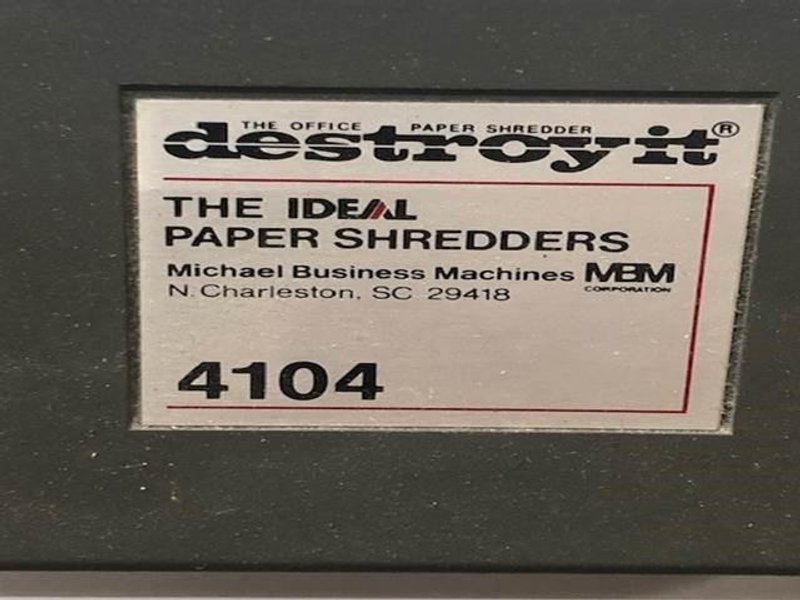 THE OFFICE PAPER SHREDDER
destroyit®
THE IDEAL
PAPER SHREDDERS
Michael Business Machines MBM
N. Charleston, SC 29418 CORPORATION
4104